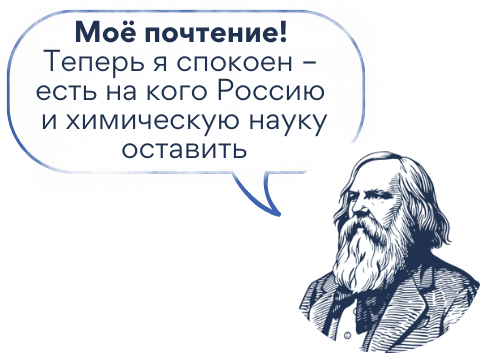 Моё почтение!
Теперь я спокоен –
есть на кого Россию
и химическую науку
оставить
©